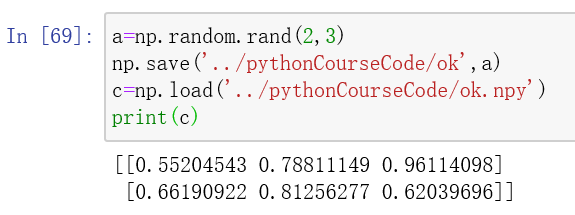 In [69]:
a=np.random.rand(2,3)
np.save('../pythonCourseCode/ok',a)
c=np.load('../pythonCourseCode/ok.npy')
print(c)
[[0.55204543 0.78811149 0.96114098]
[0.66190922 0.81256277 0.62039696]]